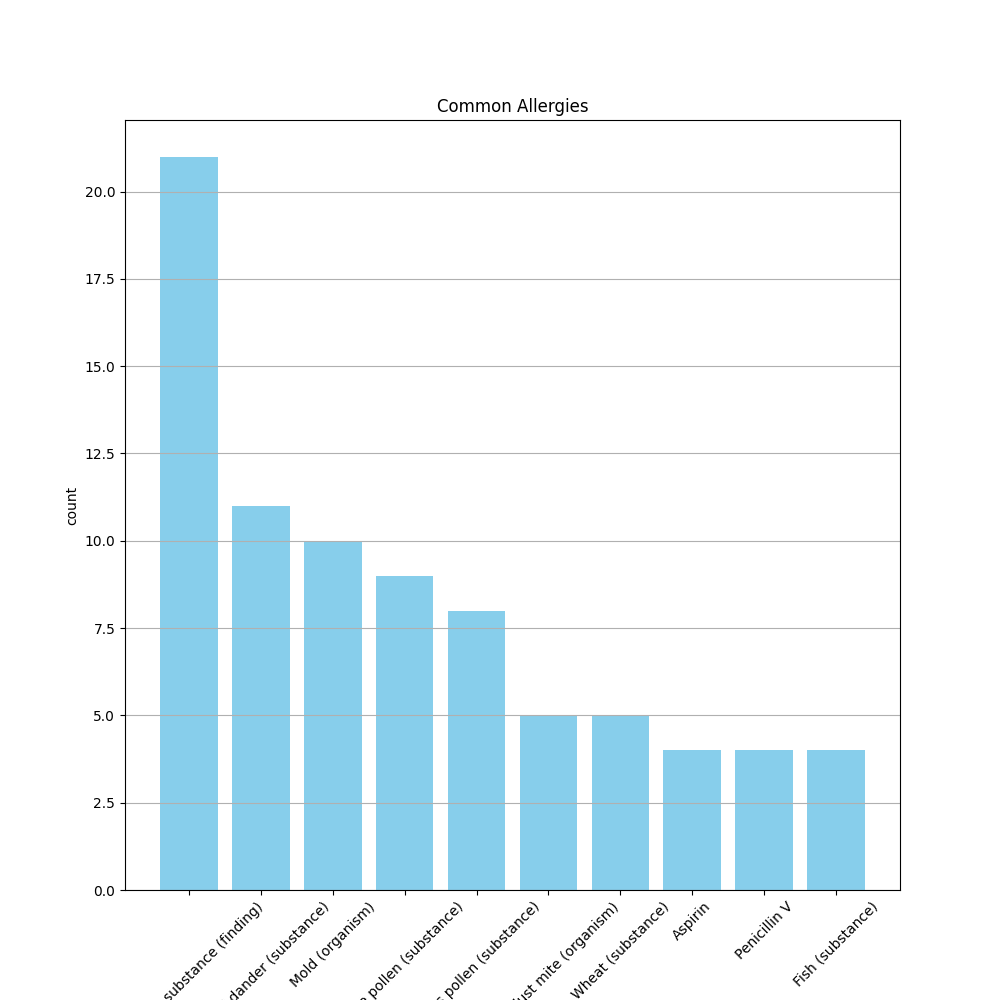 Common Allergies
count
20.0
17.5
15.0
12.5
10.0
7.5
5.0
2.5
0.0
substance (finding)
dander (substance)
Mold (organism)
pollen (substance)
pollen (substance)
mite (organism)
Wheat (substance)
Aspirin
Penicillin V
Fish (substance)